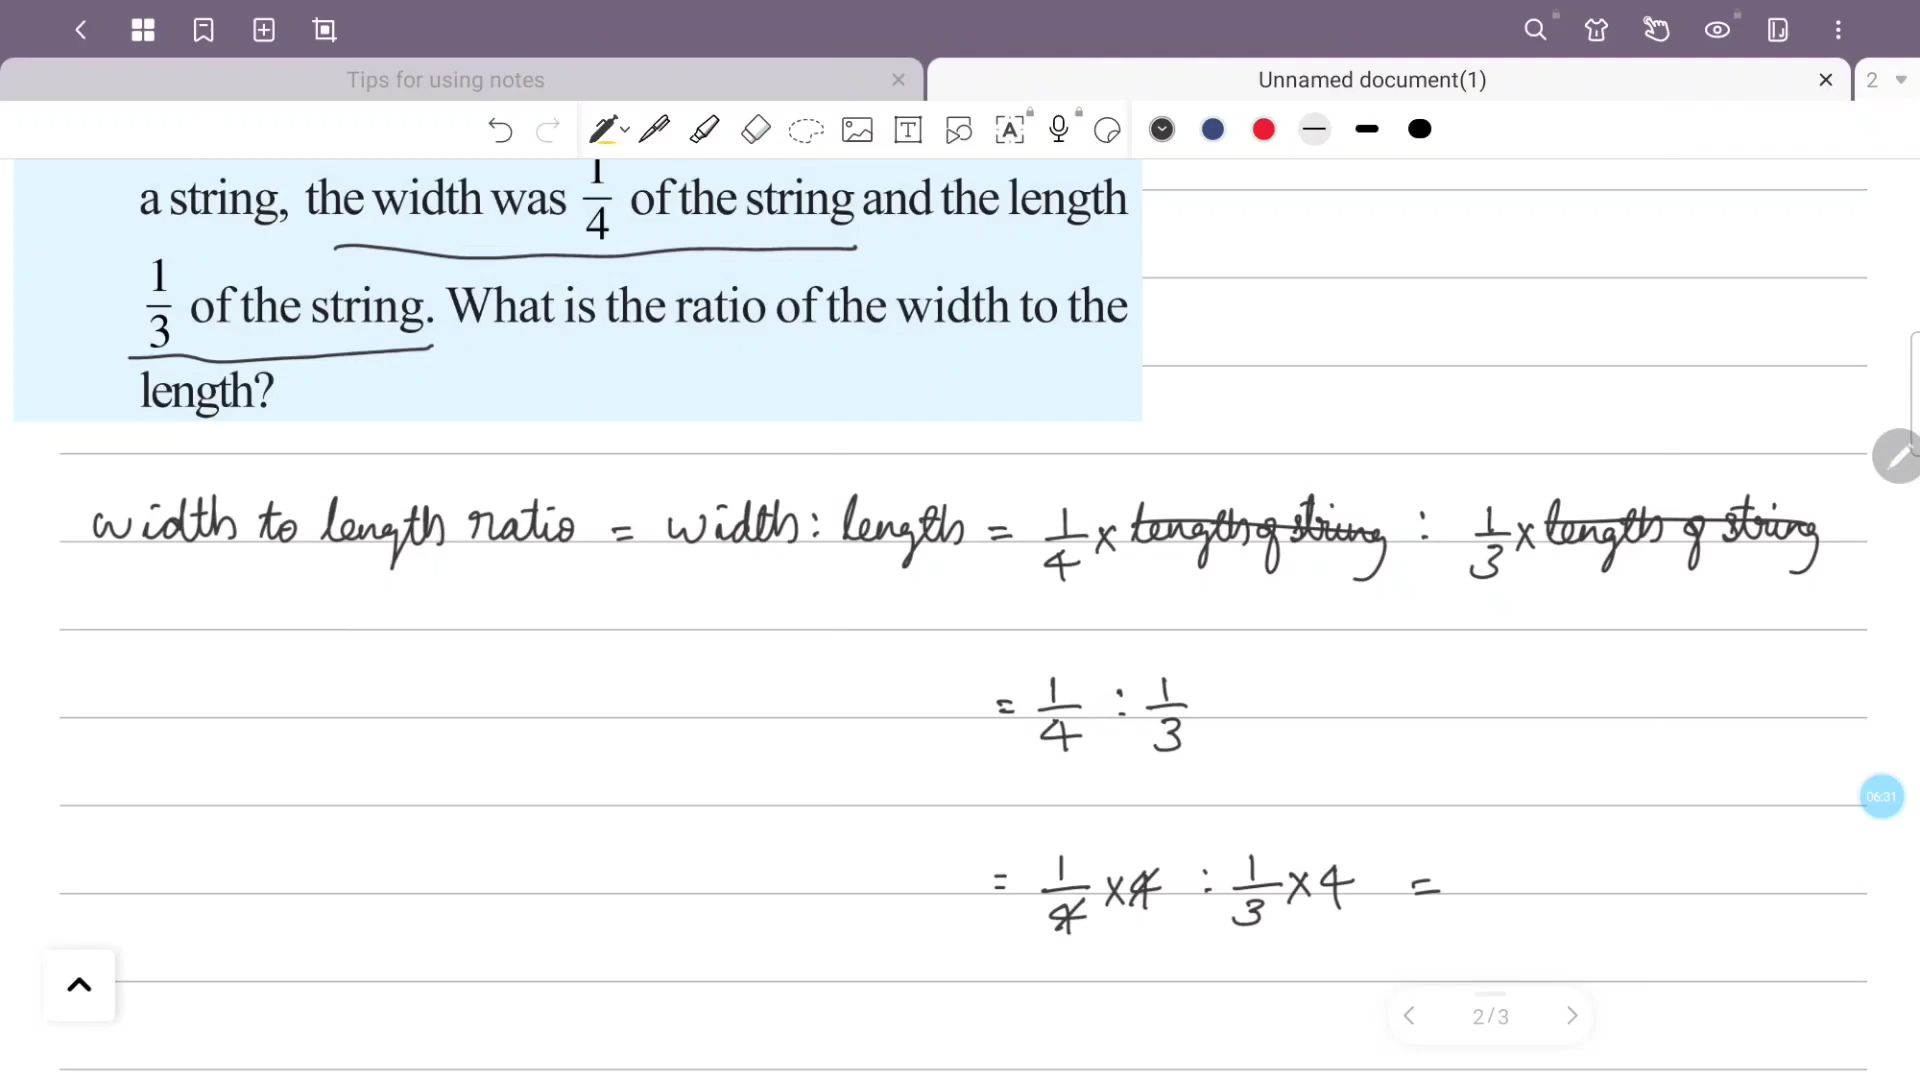 Tips for using notes
Unnamed document(1)
2
a string, the width was 1/4 of the string and the length
1/3 of the string. What is the ratio of the width to the
length?
width to length ratio = width : length = 1/4 × length of string : 1/3 × length of string
= 1/4 : 1/3
06:31
= 1/4 × 4 : 1/3 × 4 =
2/3